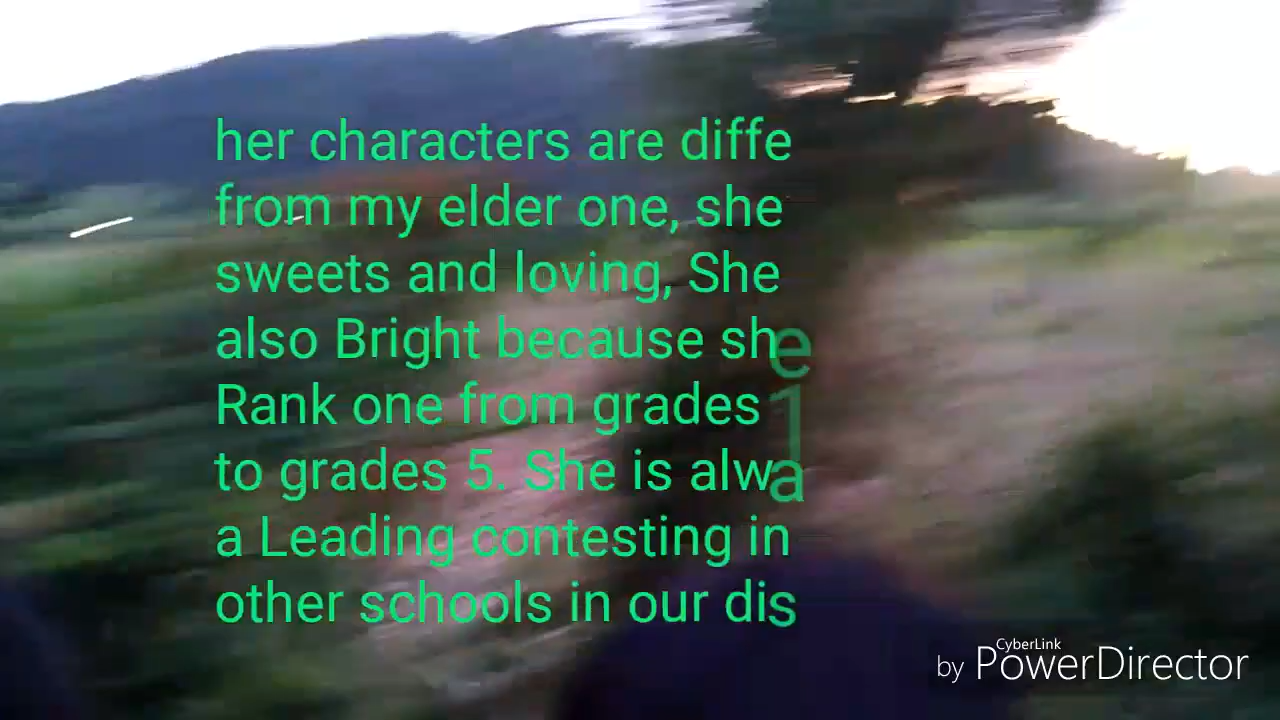 her characters are diffe
from my elder one, she
sweets and loving, She
also Bright because she
Rank one from grades 1
to grades 5. She is alwa
a Leading contesting in
other schools in our dis
CyberLink
by PowerDirector